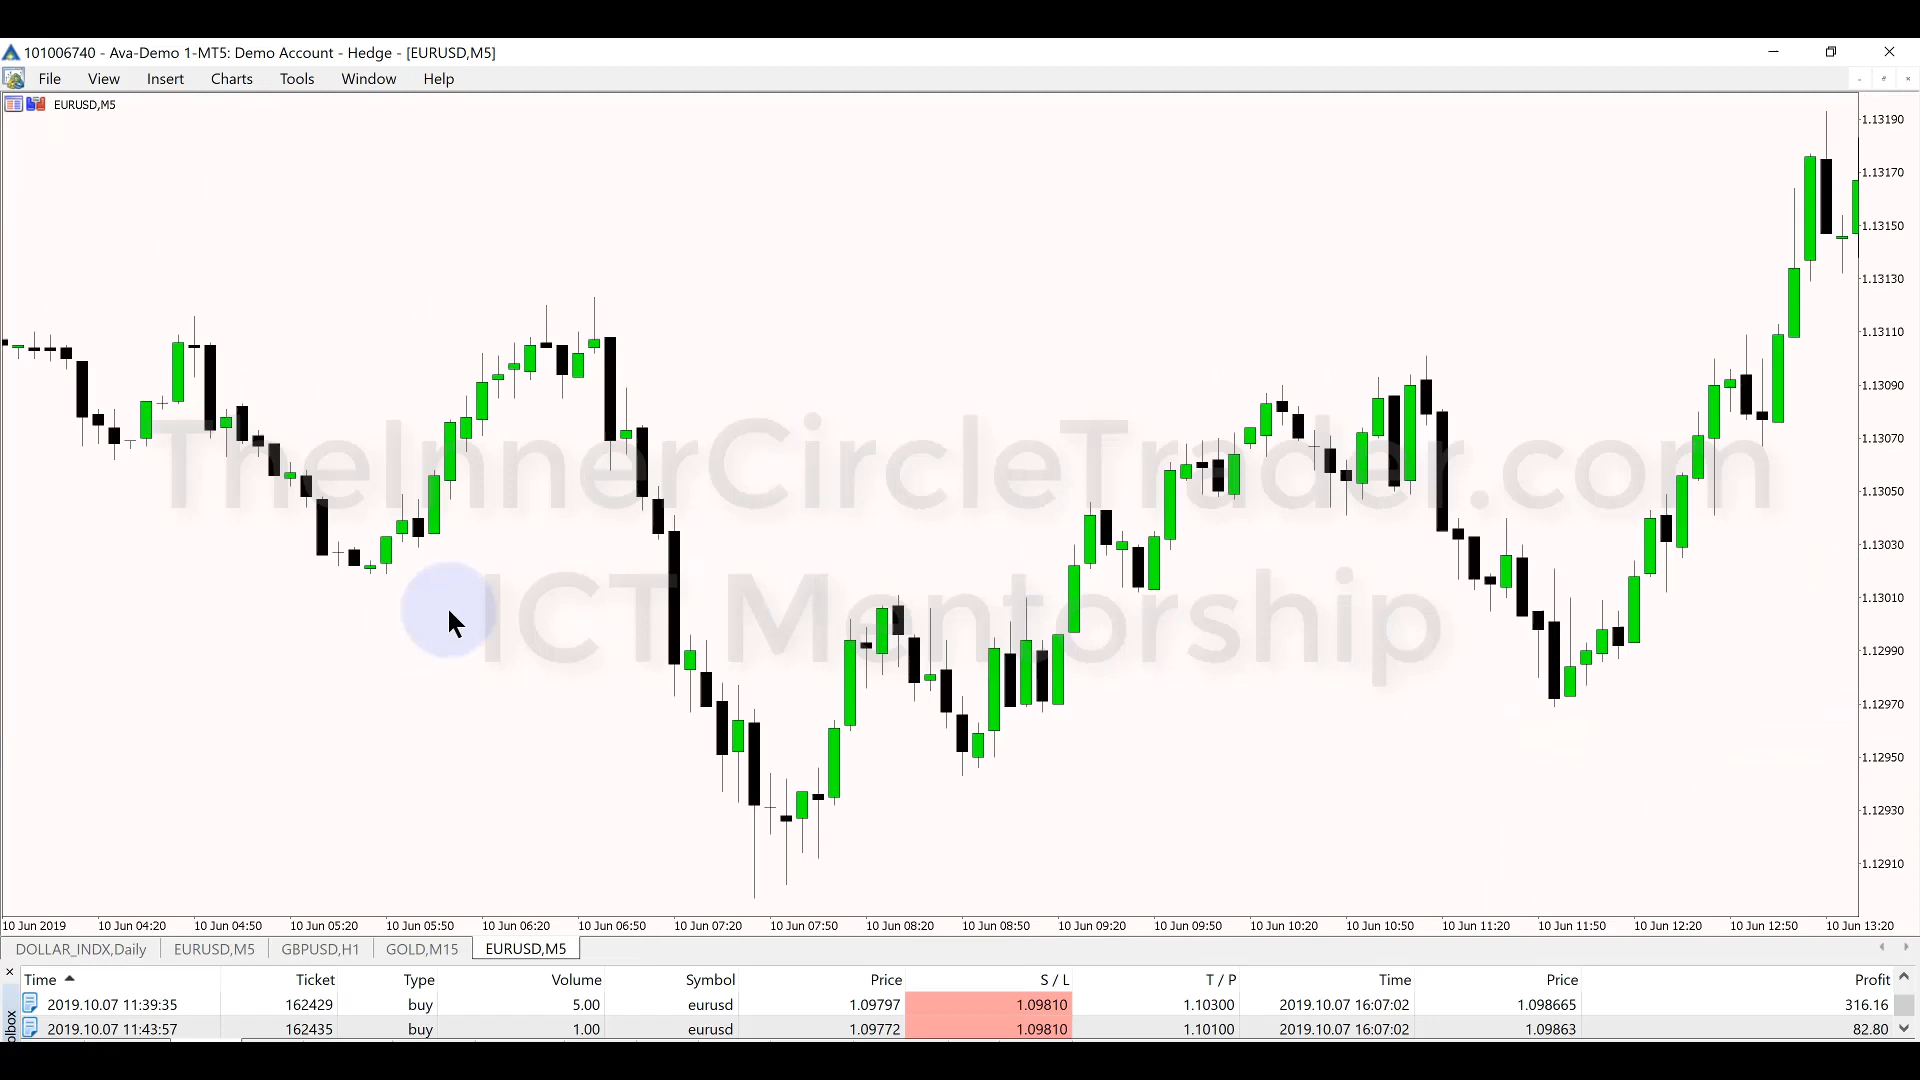 101006740 - Ava-Demo 1-MT5: Demo Account - Hedge - [EURUSD,M5]
File View Insert Charts Tools Window Help
EURUSD,M5
1.13190
1.13170
1.13150
1.13130
1.13110
1.13090
1.13070
1.13050
1.13030
1.13010
1.12990
1.12970
1.12950
1.12930
1.12910
TheInnerCircleTrader.com
ICT Mentorship
10 Jun 2019 10 Jun 04:20 10 Jun 04:50 10 Jun 05:20 10 Jun 05:50 10 Jun 06:20 10 Jun 06:50 10 Jun 07:20 10 Jun 07:50 10 Jun 08:20 10 Jun 08:50 10 Jun 09:20 10 Jun 09:50 10 Jun 10:20 10 Jun 10:50 10 Jun 11:20 10 Jun 11:50 10 Jun 12:20 10 Jun 12:50 10 Jun 13:20
DOLLAR_INDX,Daily EURUSD,M5 GBPUSD,H1 GOLD,M15 EURUSD,M5
Time Ticket Type Volume Symbol Price S / L T / P Time Price Profit
2019.10.07 11:39:35 162429 buy 5.00 eurusd 1.09797 1.09810 1.10300 2019.10.07 16:07:02 1.098665 316.16
2019.10.07 11:43:57 162435 buy 1.00 eurusd 1.09772 1.09810 1.10100 2019.10.07 16:07:02 1.09863 82.80